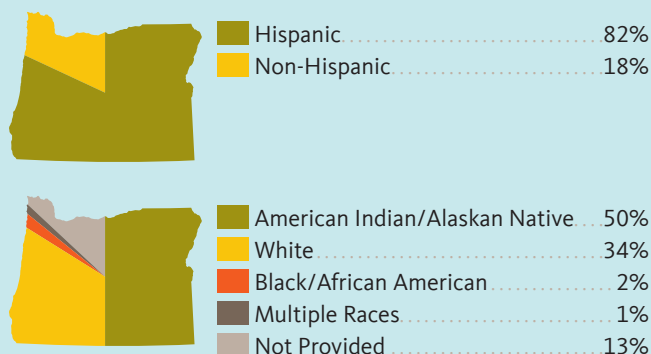 Hispanic 82%
Non-Hispanic 18%
American Indian/Alaskan Native 50%
White 34%
Black/African American 2%
Multiple Races 1%
Not Provided 13%